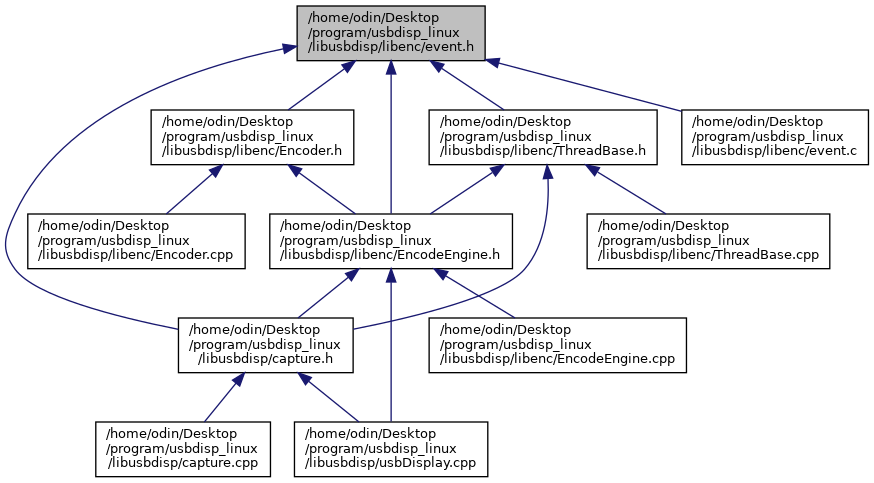 /home/odin/Desktop
/program/usbdisp_linux
/libusbdisp/libenc/event.h
/home/odin/Desktop
/program/usbdisp_linux
/libusbdisp/libenc/Encoder.h
/home/odin/Desktop
/program/usbdisp_linux
/libusbdisp/libenc/ThreadBase.h
/home/odin/Desktop
/program/usbdisp_linux
/libusbdisp/libenc/event.c
/home/odin/Desktop
/program/usbdisp_linux
/libusbdisp/libenc/Encoder.cpp
/home/odin/Desktop
/program/usbdisp_linux
/libusbdisp/libenc/EncodeEngine.h
/home/odin/Desktop
/program/usbdisp_linux
/libusbdisp/libenc/ThreadBase.cpp
/home/odin/Desktop
/program/usbdisp_linux
/libusbdisp/capture.h
/home/odin/Desktop
/program/usbdisp_linux
/libusbdisp/libenc/EncodeEngine.cpp
/home/odin/Desktop
/program/usbdisp_linux
/libusbdisp/capture.cpp
/home/odin/Desktop
/program/usbdisp_linux
/libusbdisp/usbDisplay.cpp